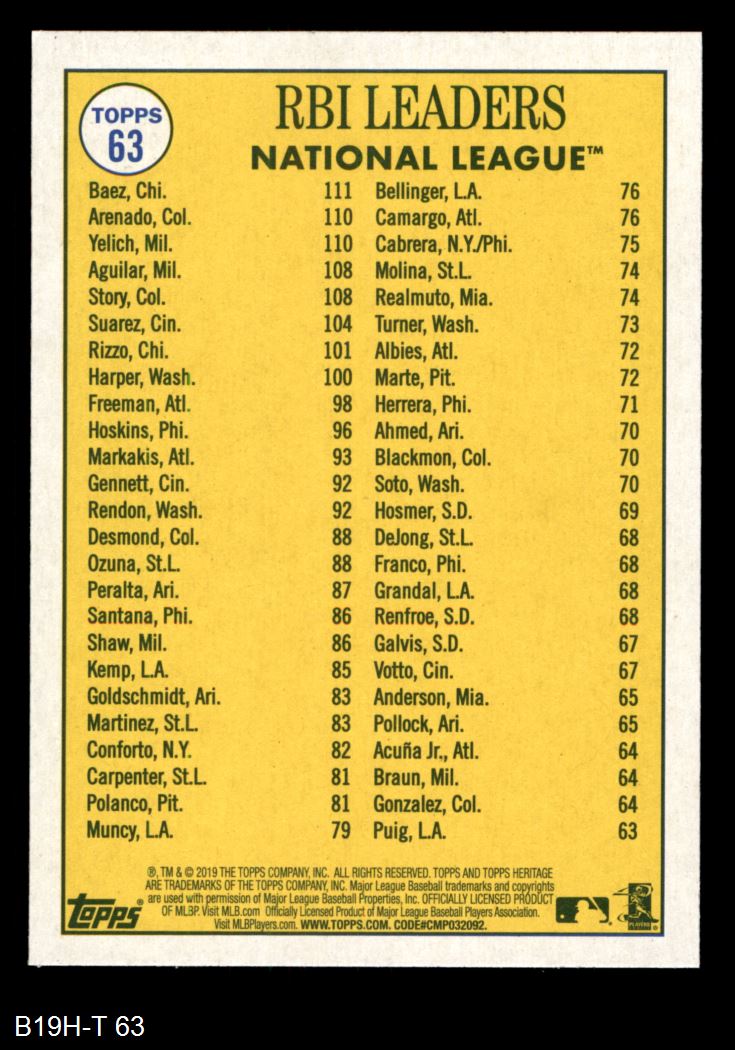 TOPPS
63
RBI LEADERS
NATIONAL LEAGUE™
Baez, Chi. 111
Arenado, Col. 110
Yelich, Mil. 110
Aguilar, Mil. 108
Story, Col. 108
Suarez, Cin. 104
Rizzo, Chi. 101
Harper, Wash. 100
Freeman, Atl. 98
Hoskins, Phi. 96
Markakis, Atl. 93
Gennett, Cin. 92
Rendon, Wash. 92
Desmond, Col. 88
Ozuna, St.L. 88
Peralta, Ari. 87
Santana, Phi. 86
Shaw, Mil. 86
Kemp, L.A. 85
Goldschmidt, Ari. 83
Martinez, St.L. 83
Conforto, N.Y. 82
Carpenter, St.L. 81
Polanco, Pit. 81
Muncy, L.A. 79
Bellinger, L.A. 76
Camargo, Atl. 76
Cabrera, N.Y./Phi. 75
Molina, St.L. 74
Realmuto, Mia. 74
Turner, Wash. 73
Albies, Atl. 72
Marte, Pit. 72
Herrera, Phi. 71
Ahmed, Ari. 70
Blackmon, Col. 70
Soto, Wash. 70
Hosmer, S.D. 69
DeJong, St.L. 68
Franco, Phi. 68
Grandal, L.A. 68
Renfroe, S.D. 68
Galvis, S.D. 67
Votto, Cin. 67
Anderson, Mia. 65
Pollock, Ari. 65
Acuña Jr., Atl. 64
Braun, Mil. 64
Gonzalez, Col. 64
Puig, L.A. 63
®, TM & © 2019 THE TOPPS COMPANY, INC. ALL RIGHTS RESERVED. TOPPS AND TOPPS HERITAGE
ARE TRADEMARKS OF THE TOPPS COMPANY, INC. Major League Baseball trademarks and copyrights
are used with permission of Major League Baseball Properties, Inc. OFFICIALLY LICENSED PRODUCT
OF MLBP. Visit MLB.com Officially Licensed Product of Major League Baseball Players Association.
Visit MLBPlayers.com. WWW.TOPPS.COM. CODE#CMP032092.
Topps®
PLAYERS
B19H-T 63